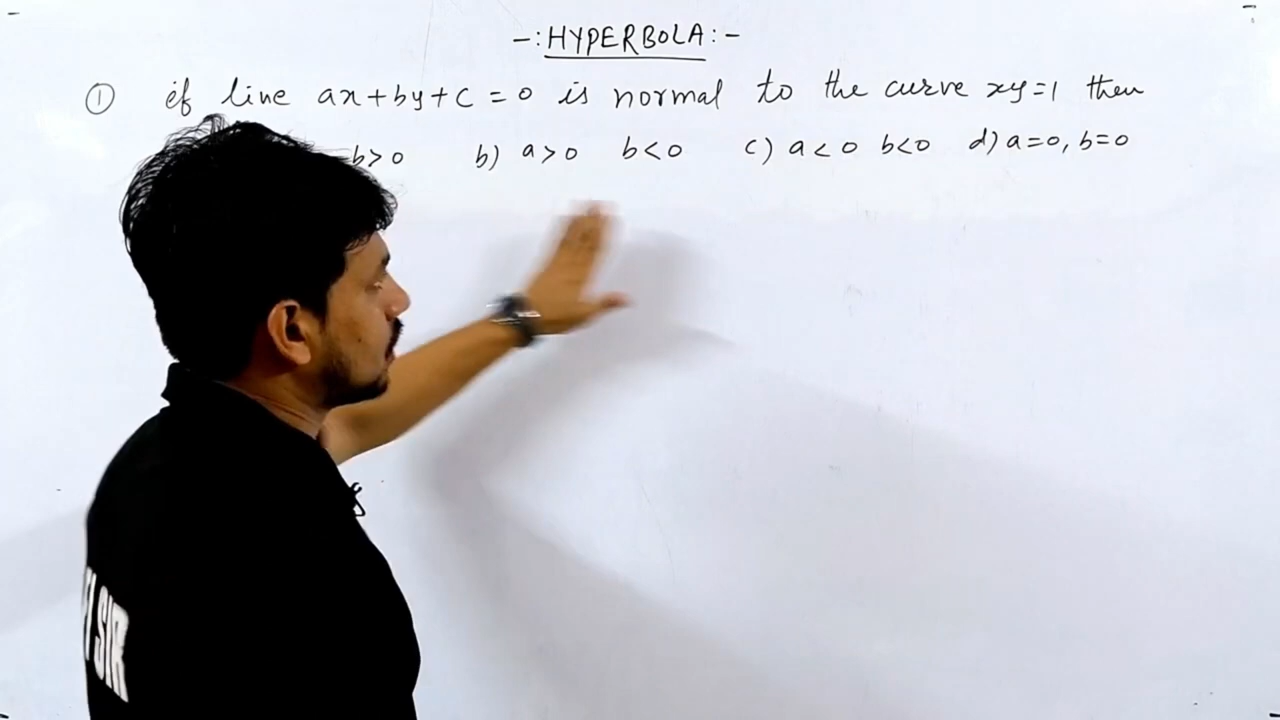 -: HYPERBOLA :-
① if line ax+by+c=0 is normal to the curve xy=1 then
b>0 b) a>0 b<0 c) a<0 b<0 d) a=0, b=0
SIR